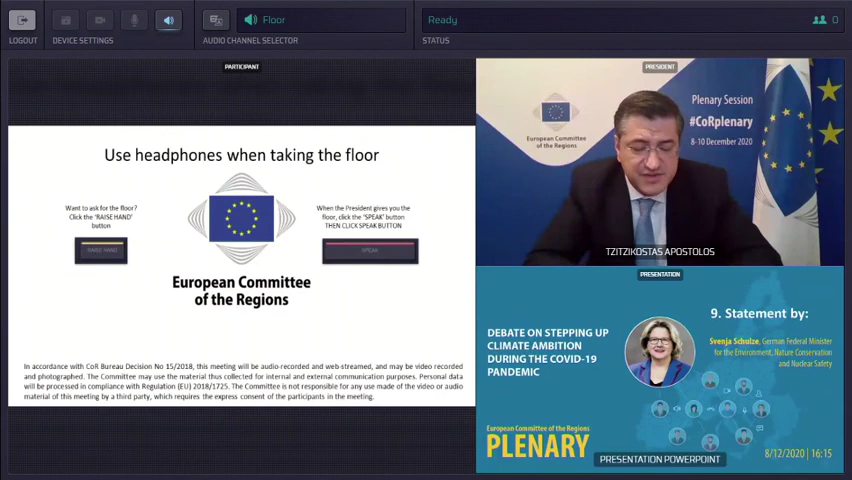 LOGOUT
DEVICE SETTINGS
Floor
AUDIO CHANNEL SELECTOR
Ready
0
STATUS
PARTICIPANT
Use headphones when taking the floor
Want to ask for the floor?
Click the 'RAISE HAND'
button
RAISE HAND
When the President gives you the
floor, click the 'SPEAK' button
THEN CLICK SPEAK BUTTON
SPEAK
European Committee
of the Regions
In accordance with CoR Bureau Decision No 15/2018, this meeting will be audio-recorded and web-streamed, and may be video recorded
and photographed. The Committee may use the material thus collected for internal and external communication purposes. Personal data
will be processed in compliance with Regulation (EU) 2018/1725. The Committee is not responsible for any use made of the video or audio
material of this meeting by a third party, which requires the express consent of the participants in the meeting.
PRESIDENT
European Committee
of the Regions
Plenary Session
#CoRplenary
8-10 December 2020
TZITZIKOSTAS APOSTOLOS
PRESENTATION
DEBATE ON STEPPING UP
CLIMATE AMBITION
DURING THE COVID-19
PANDEMIC
9. Statement by:
Svenja Schulze, German Federal Minister
for the Environment, Nature Conservation
and Nuclear Safety
European Committee of the Regions
PLENARY
PRESENTATION POWERPOINT
8/12/2020 | 16:15